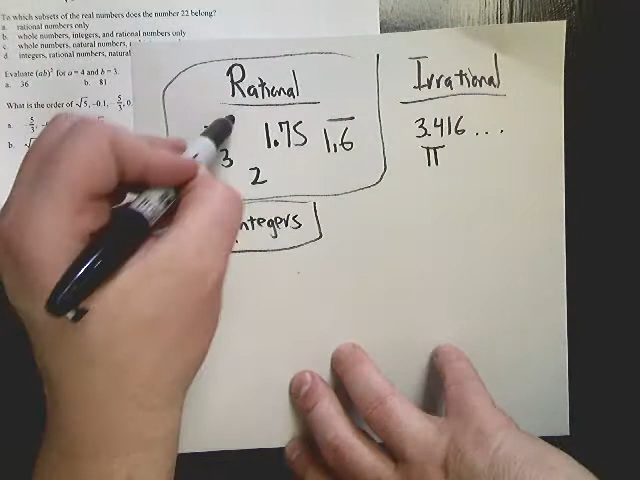 To which subsets of the real numbers does the number 22 belong?
a. rational numbers only
b. whole numbers, integers, and rational numbers only
c. whole numbers, natural numbers,
d. integers, rational numbers, natural
Evaluate (ab)² for a = 4 and b = 3.
a. 36 b. 81
What is the order of √5, -0.1, -5/3, 0.
a.
b.
Rational Irrational
1.75 1,6̅ 3.416...
3 2 π
ntegers